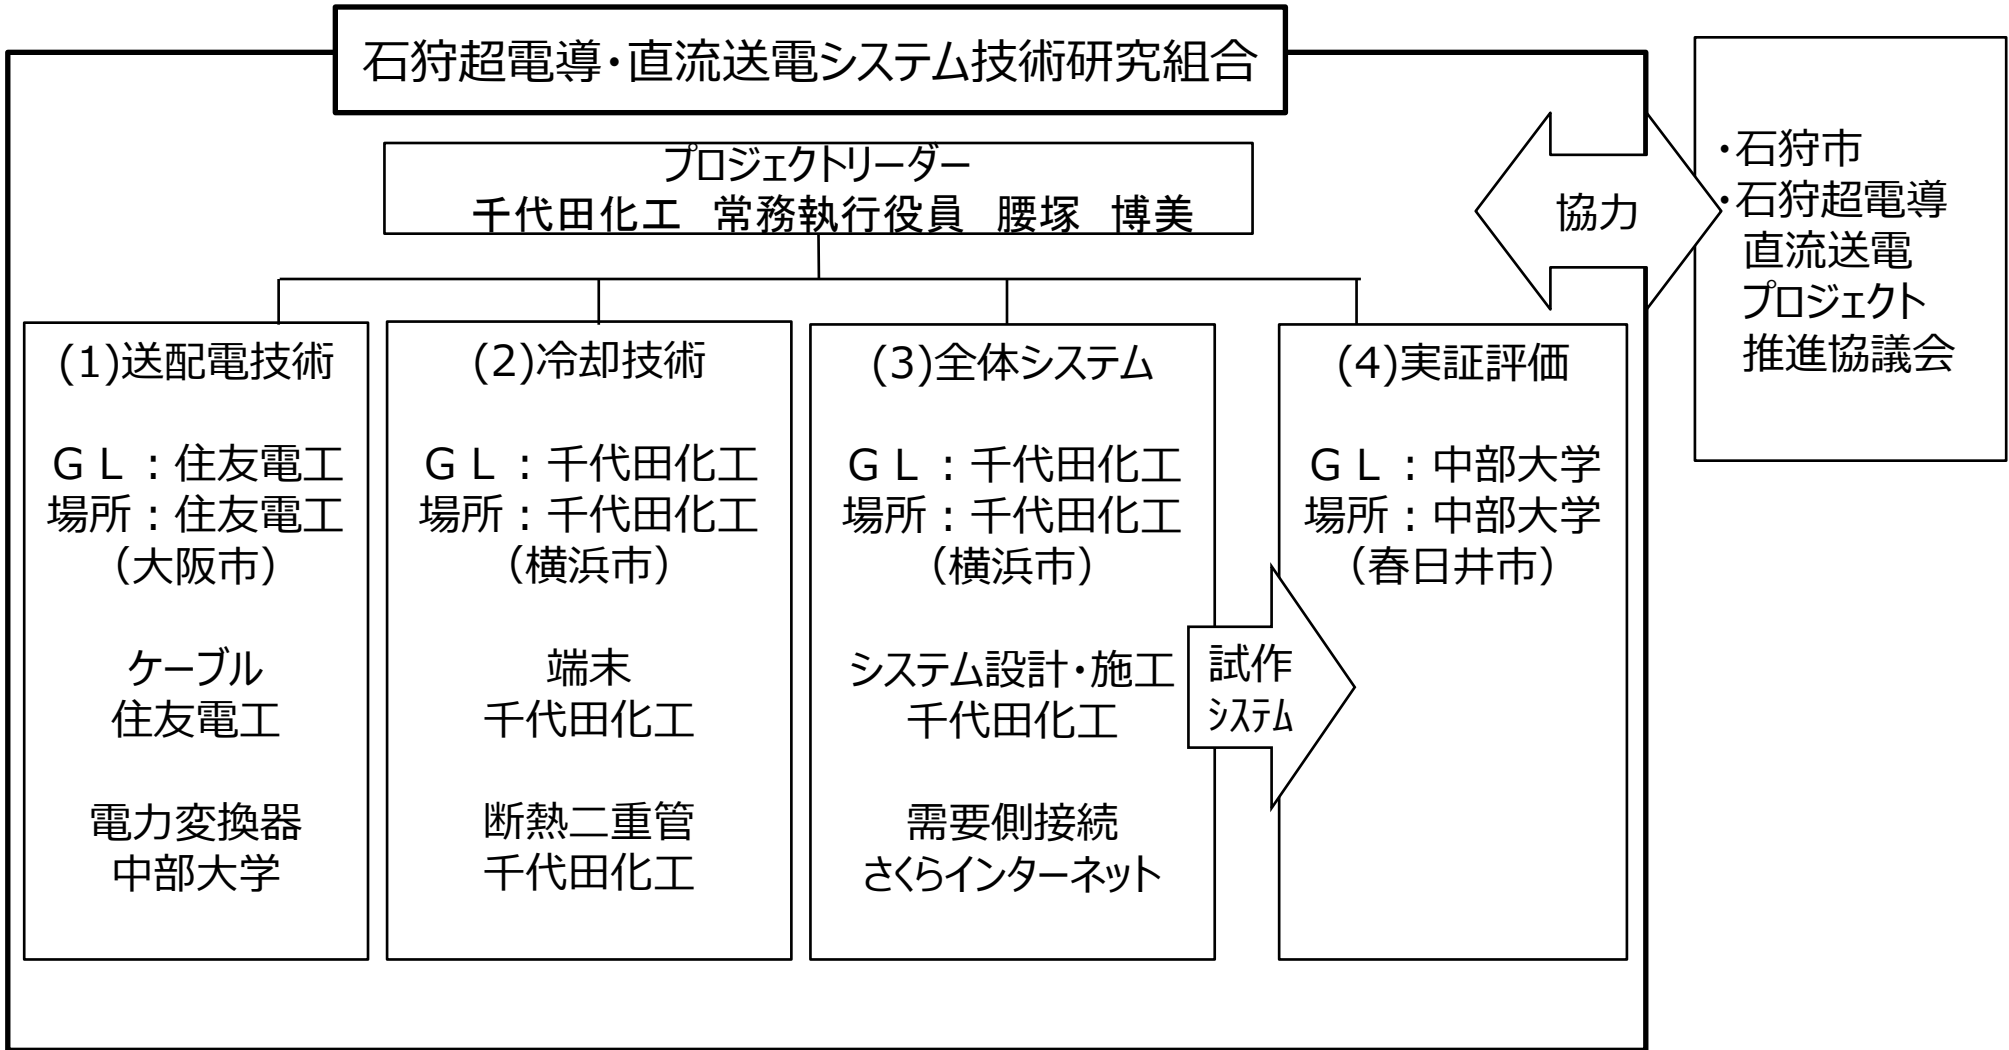 石狩超電導・直流送電システム技術研究組合
プロジェクトリーダー
千代田化工　常務執行役員　腰塚　博美
(1)送配電技術
ＧＬ：住友電工
場所：住友電工
（大阪市）
ケーブル
住友電工
電力変換器
中部大学
(2)冷却技術
ＧＬ：千代田化工
場所：千代田化工
（横浜市）
端末
千代田化工
断熱二重管
千代田化工
(3)全体システム
ＧＬ：千代田化工
場所：千代田化工
（横浜市）
システム設計・施工
千代田化工
需要側接続
さくらインターネット
試作
システム
(4)実証評価
ＧＬ：中部大学
場所：中部大学
（春日井市）
協力
・石狩市
・石狩超電導
直流送電
プロジェクト
推進協議会